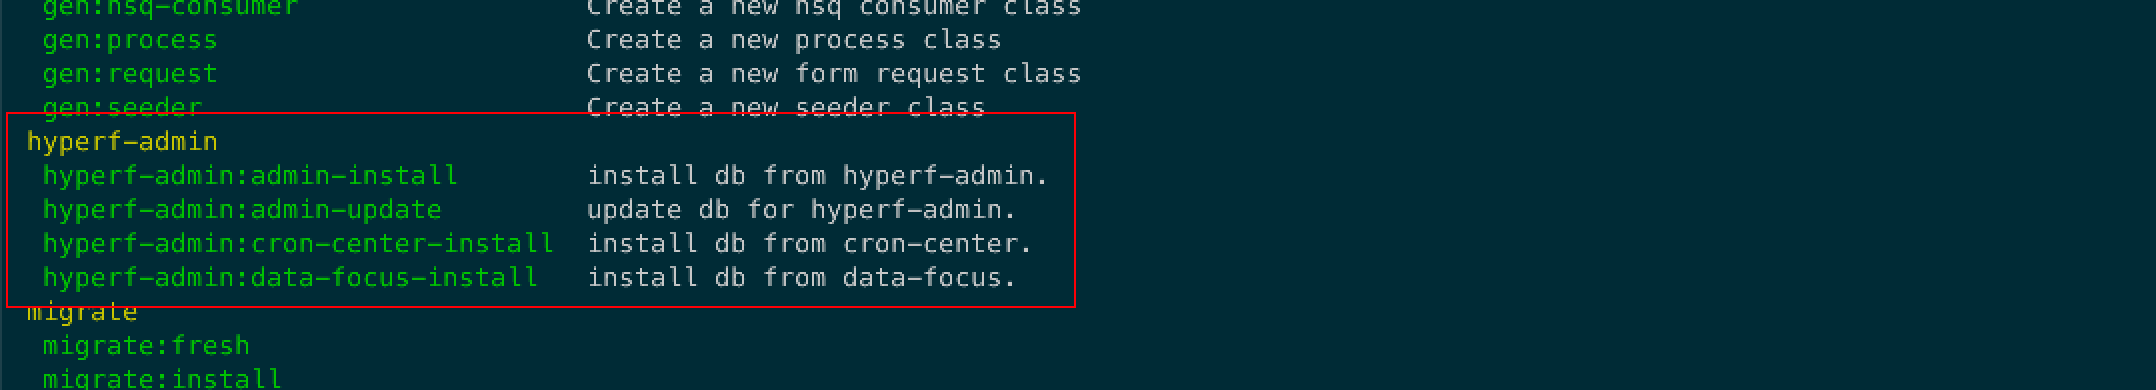 gen:nsq-consumer Create a new nsq consumer class
gen:process Create a new process class
gen:request Create a new form request class
gen:seeder Create a new seeder class
hyperf-admin
hyperf-admin:admin-install install db from hyperf-admin.
hyperf-admin:admin-update update db for hyperf-admin.
hyperf-admin:cron-center-install install db from cron-center.
hyperf-admin:data-focus-install install db from data-focus.
migrate
migrate:fresh
migrate:install